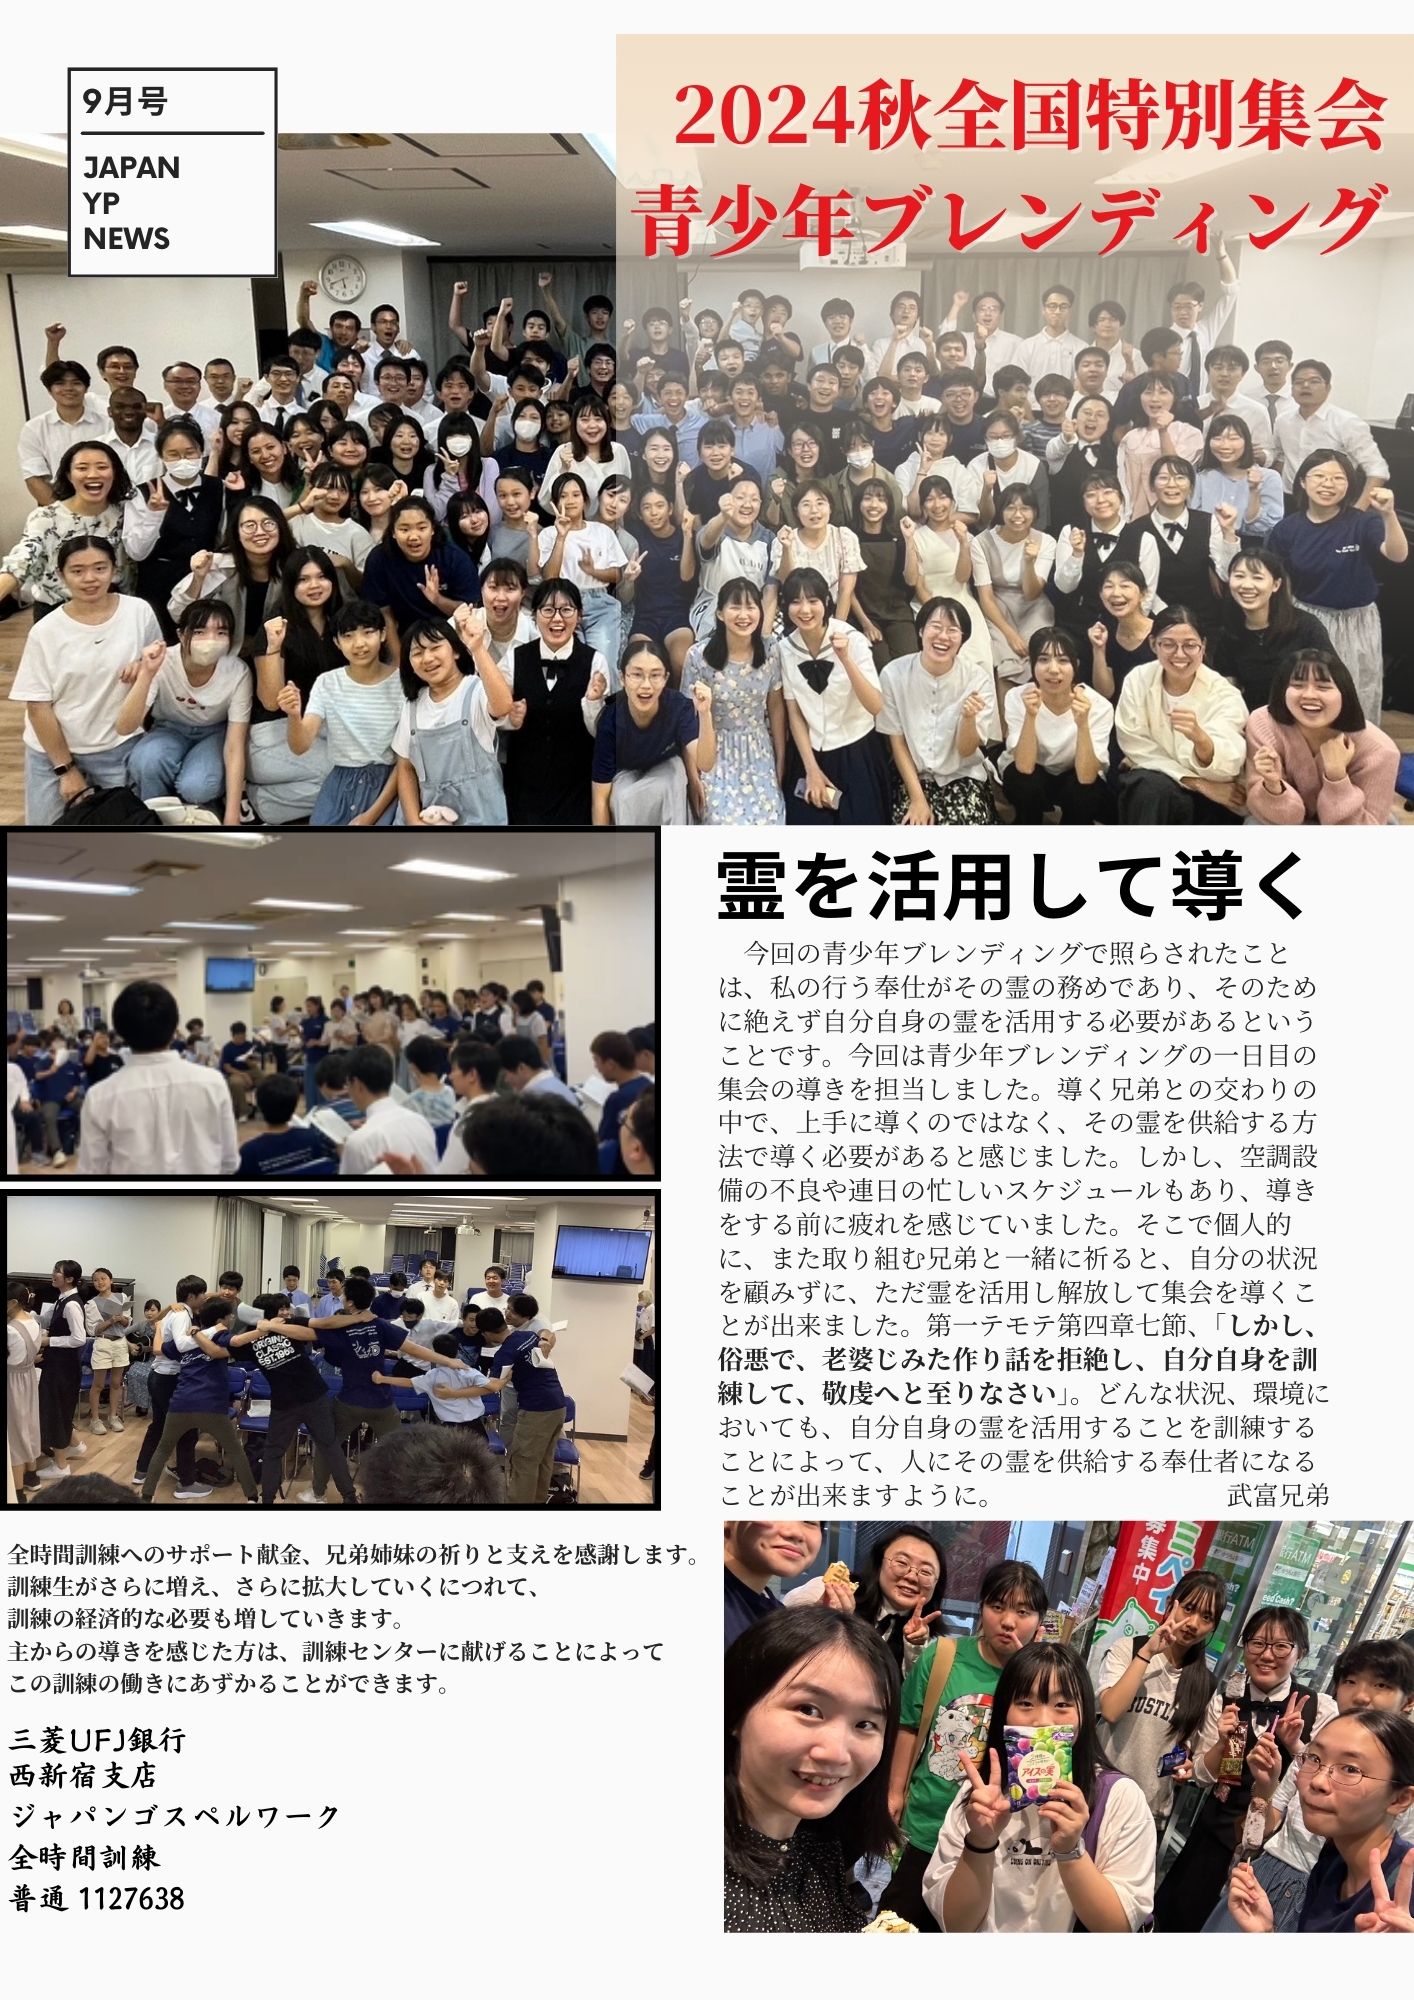 9月号
JAPAN
YP
NEWS
2024秋全国特別集会
青少年ブレンディング
霊を活用して導く
今回の青少年ブレンディングで照らされたこと
は、私の行う奉仕がその霊の務めであり、そのため
に絶えず自分自身の霊を活用する必要があるという
ことです。今回は青少年ブレンディングの一日目の
集会の導きを担当しました。導く兄弟との交わりの
中で、上手に導くのではなく、その霊を供給する方
法で導く必要があると感じました。しかし、空調設
備の不良や連日の忙しいスケジュールもあり、導き
をする前に疲れを感じていました。そこで個人的
に、また取り組む兄弟と一緒に祈ると、自分の状況
を顧みずに、ただ霊を活用し解放して集会を導くこ
とが出来ました。第一テモテ第四章七節、「しかし、
俗悪で、老婆じみた作り話を拒絶し、自分自身を訓
練して、敬虔へと至りなさい」。どんな状況、環境に
おいても、自分自身の霊を活用することを訓練する
ことによって、人にその霊を供給する奉仕者になる
ことが出来ますように。 武富兄弟
ORIGINAL
CLASSIC
EST.1969
全時間訓練へのサポート献金、兄弟姉妹の祈りと支えを感謝します。
訓練生がさらに増え、さらに拡大していくにつれて、
訓練の経済的な必要も増していきます。
主からの導きを感じた方は、訓練センターに献げることによって
この訓練の働きにあずかることができます。
三菱UFJ銀行
西新宿支店
ジャパンゴスペルワーク
全時間訓練
普通 1127638
募集中
アイスの実